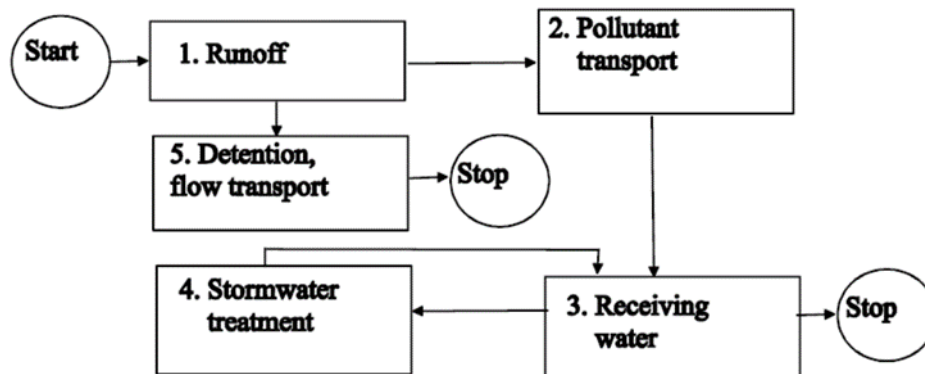 Start
1. Runoff
2. Pollutant
transport
5. Detention,
flow transport
Stop
4. Stormwater
treatment
3. Receiving
water
Stop